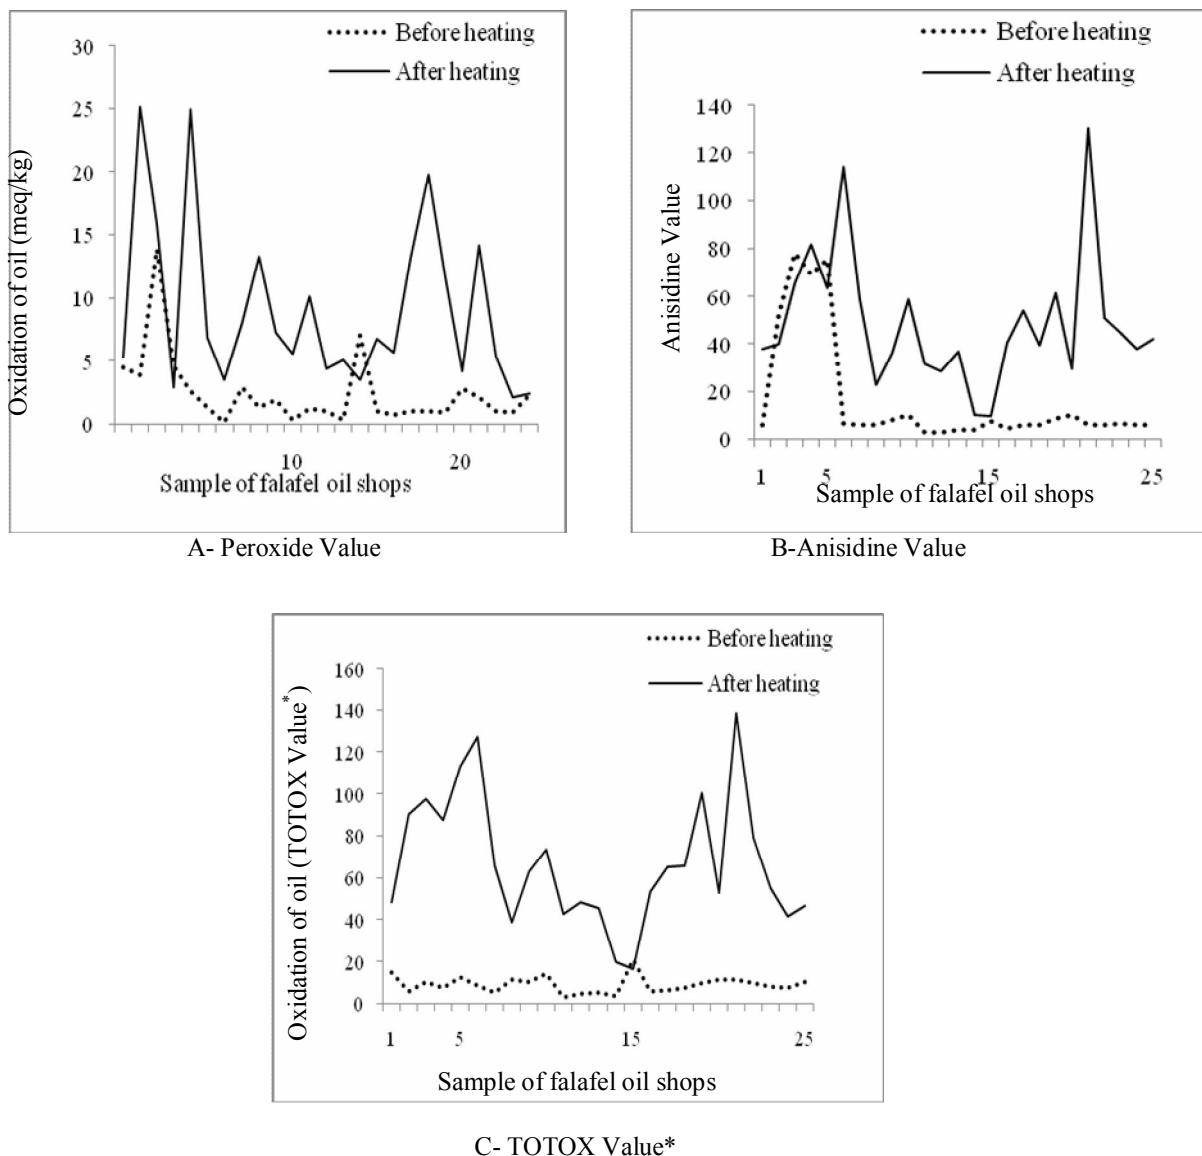 Before heating
After heating
Oxidation of oil (meq/kg)
30
25
20
15
10
5
0
10 20
Sample of falafel oil shops
A- Peroxide Value
Before heating
After heating
Anisidine Value
140
120
100
80
60
40
20
0
1 5 15 25
Sample of falafel oil shops
B-Anisidine Value
Before heating
After heating
Oxidation of oil (TOTOX Value*)
160
140
120
100
80
60
40
20
0
1 5 15 25
Sample of falafel oil shops
C- TOTOX Value*